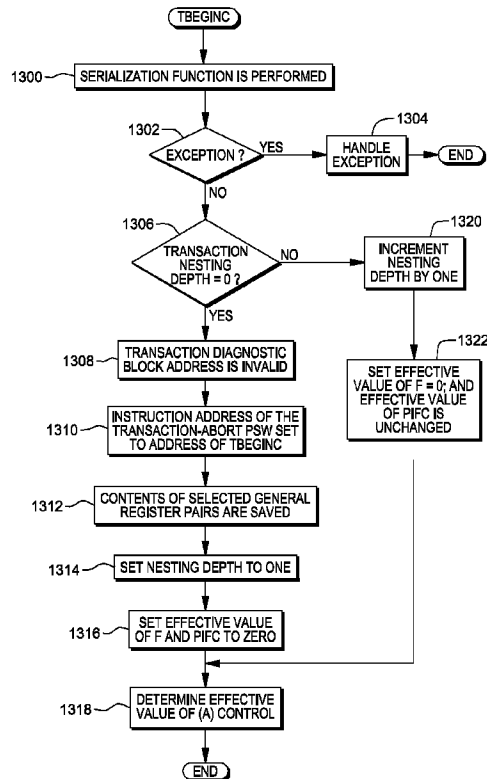 TBEGINC
1300
SERIALIZATION FUNCTION IS PERFORMED
1302
EXCEPTION ?
YES
1304
HANDLE
EXCEPTION
END
NO
1306
TRANSACTION
NESTING
DEPTH = 0 ?
NO
1320
INCREMENT
NESTING
DEPTH BY ONE
YES
1308
TRANSACTION DIAGNOSTIC
BLOCK ADDRESS IS INVALID
1322
SET EFFECTIVE
VALUE OF F = 0; AND
EFFECTIVE VALUE
OF PIFC IS
UNCHANGED
1310
INSTRUCTION ADDRESS OF THE
TRANSACTION-ABORT PSW SET
TO ADDRESS OF TBEGINC
1312
CONTENTS OF SELECTED GENERAL
REGISTER PAIRS ARE SAVED
1314
SET NESTING DEPTH TO ONE
1316
SET EFFECTIVE VALUE
OF F AND PIFC TO ZERO
1318
DETERMINE EFFECTIVE
VALUE OF (A) CONTROL
END